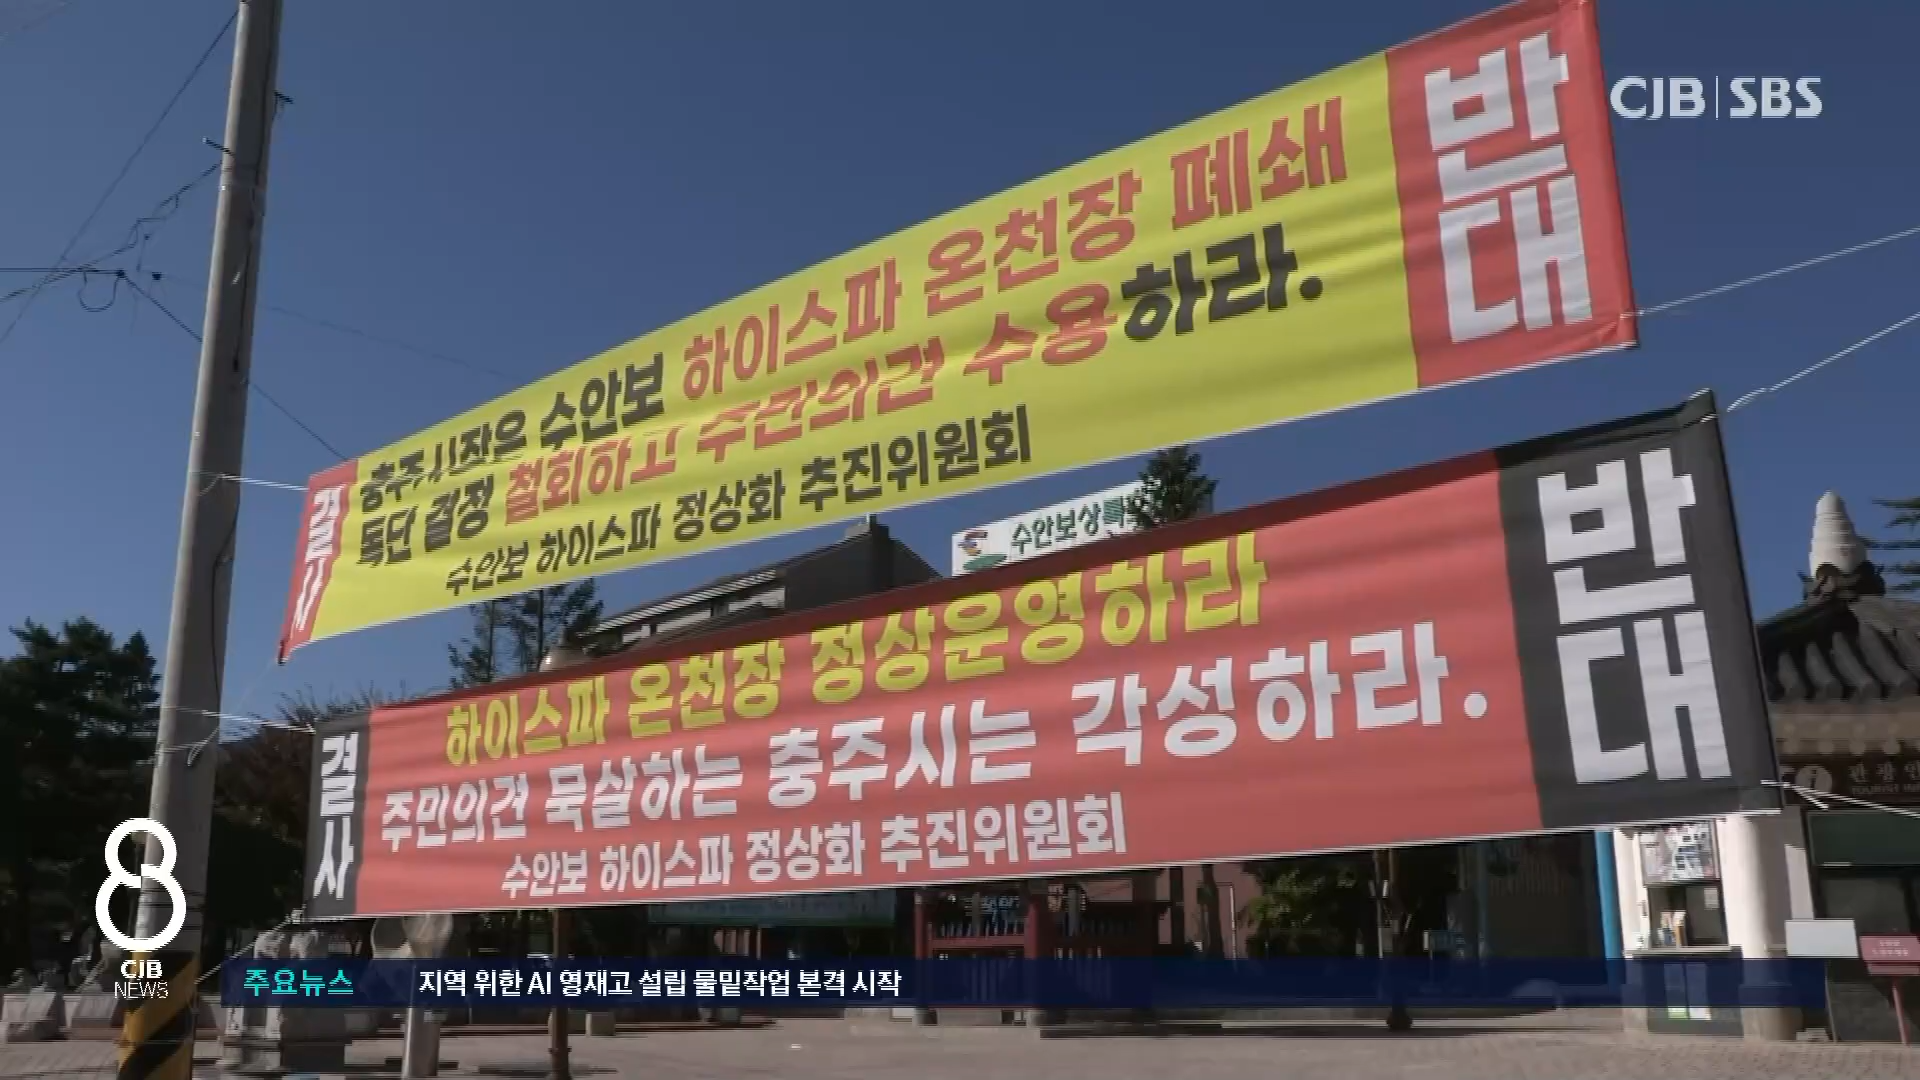 CJB SBS
결사
충주시장은 수안보 하이스파 온천장 폐쇄
독단 결정 철회하고 주민의견 수용하라.
수안보 하이스파 정상화 추진위원회
반대
수안보상록
결사
하이스파 온천장 정상운영하라
주민의견 묵살하는 충주시는 각성하라.
수안보 하이스파 정상화 추진위원회
반대
관광안
8
CJB
NEWS
주요뉴스 지역 위한 AI 영재고 설립 물밑작업 본격 시작